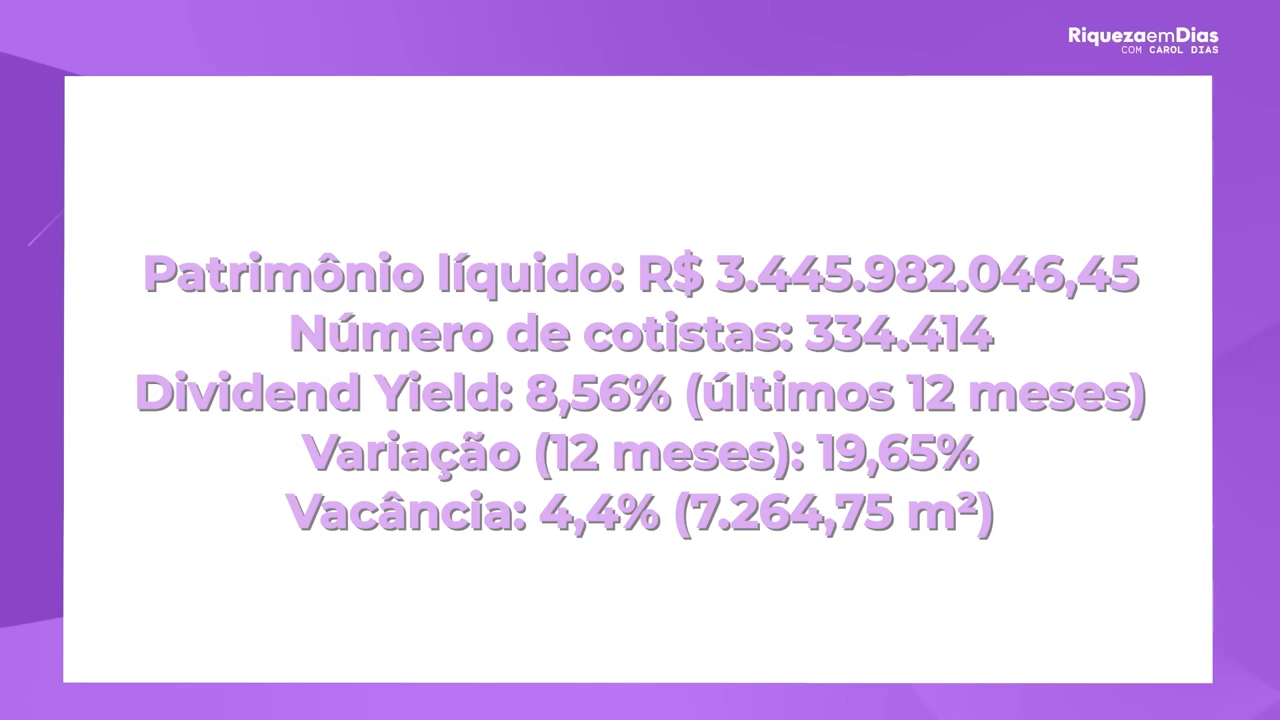 RiquezaemDias
COM CAROL DIAS
Patrimônio líquido: R$ 3.445.982.046,45
Número de cotistas: 334.414
Dividend Yield: 8,56% (últimos 12 meses)
Variação (12 meses): 19,65%
Vacância: 4,4% (7.264,75 m²)